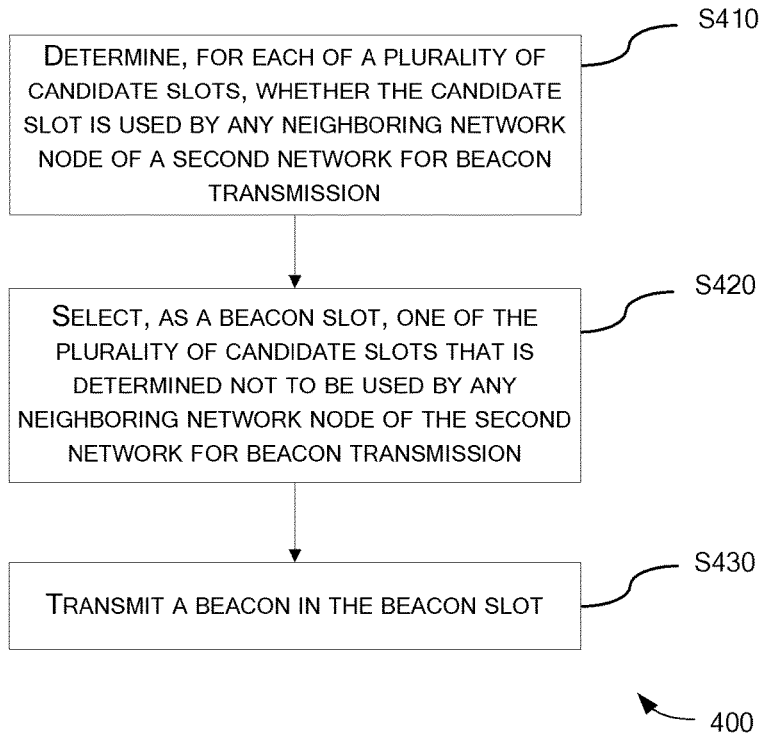 S410
DETERMINE, FOR EACH OF A PLURALITY OF
CANDIDATE SLOTS, WHETHER THE CANDIDATE
SLOT IS USED BY ANY NEIGHBORING NETWORK
NODE OF A SECOND NETWORK FOR BEACON
TRANSMISSION
S420
SELECT, AS A BEACON SLOT, ONE OF THE
PLURALITY OF CANDIDATE SLOTS THAT IS
DETERMINED NOT TO BE USED BY ANY
NEIGHBORING NETWORK NODE OF THE SECOND
NETWORK FOR BEACON TRANSMISSION
S430
TRANSMIT A BEACON IN THE BEACON SLOT
400